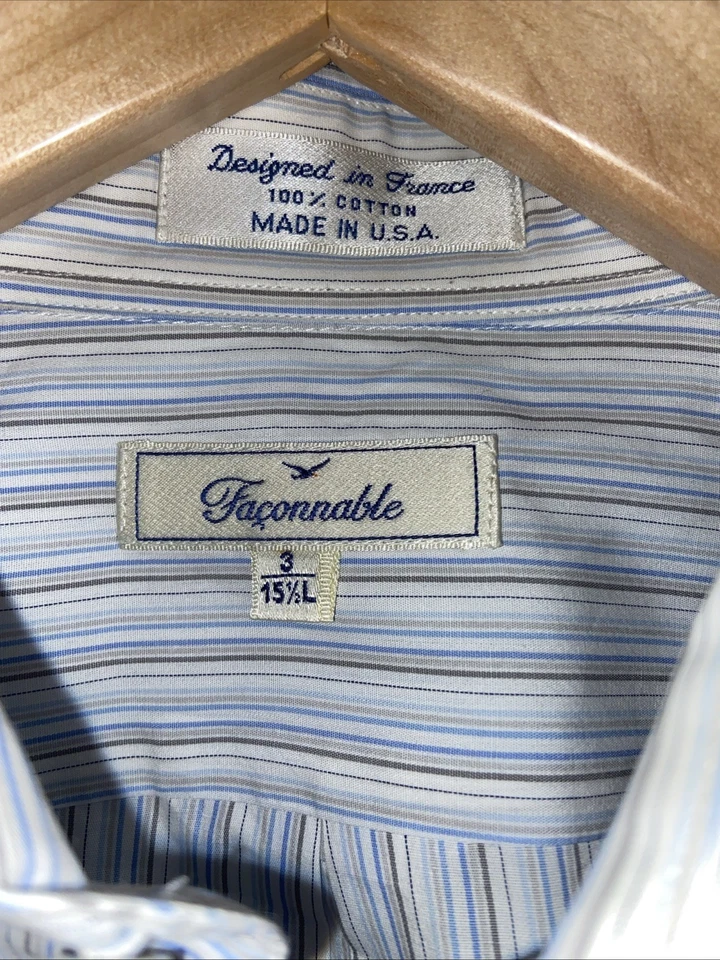 Designed in France
100% COTTON
MADE IN U.S.A.
Façonnable
3
15½L